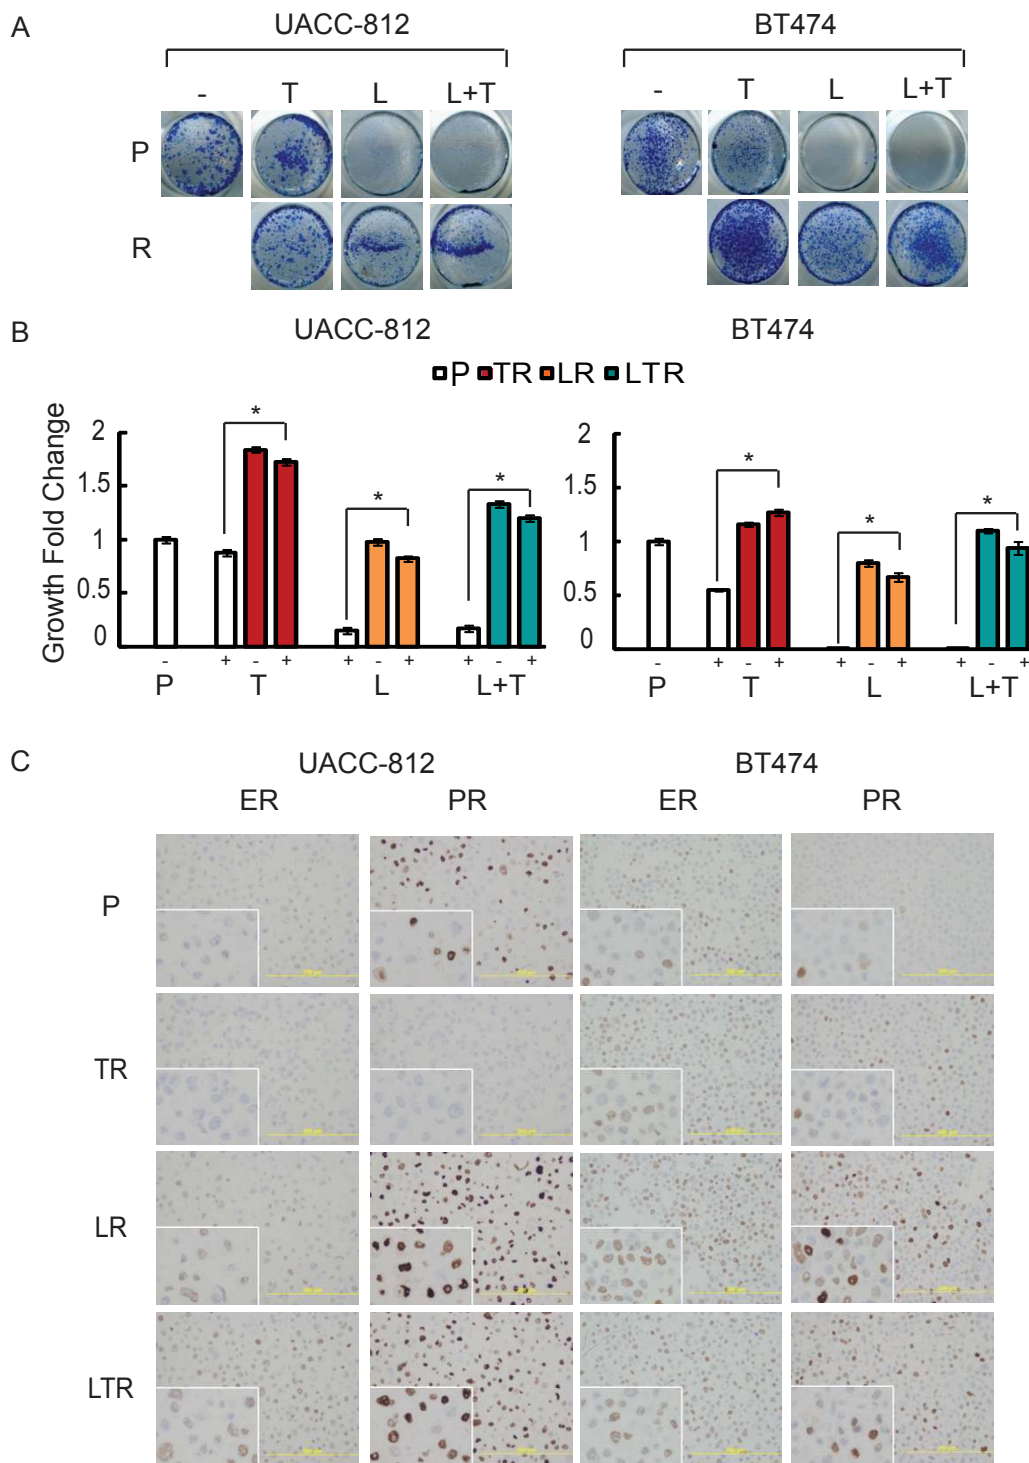 A
UACC-812 BT474
- T L L+T - T L L+T
P
R
B
UACC-812 BT474
P TR LR LTR
Growth Fold Change
2 2
* * * * * *
1.5 1.5
1 1
0.5 0.5
0 0
- + - + + - + + - + - + - + + - + + - +
P T L L+T P T L L+T
C
UACC-812 BT474
ER PR ER PR
P
TR
LR
LTR